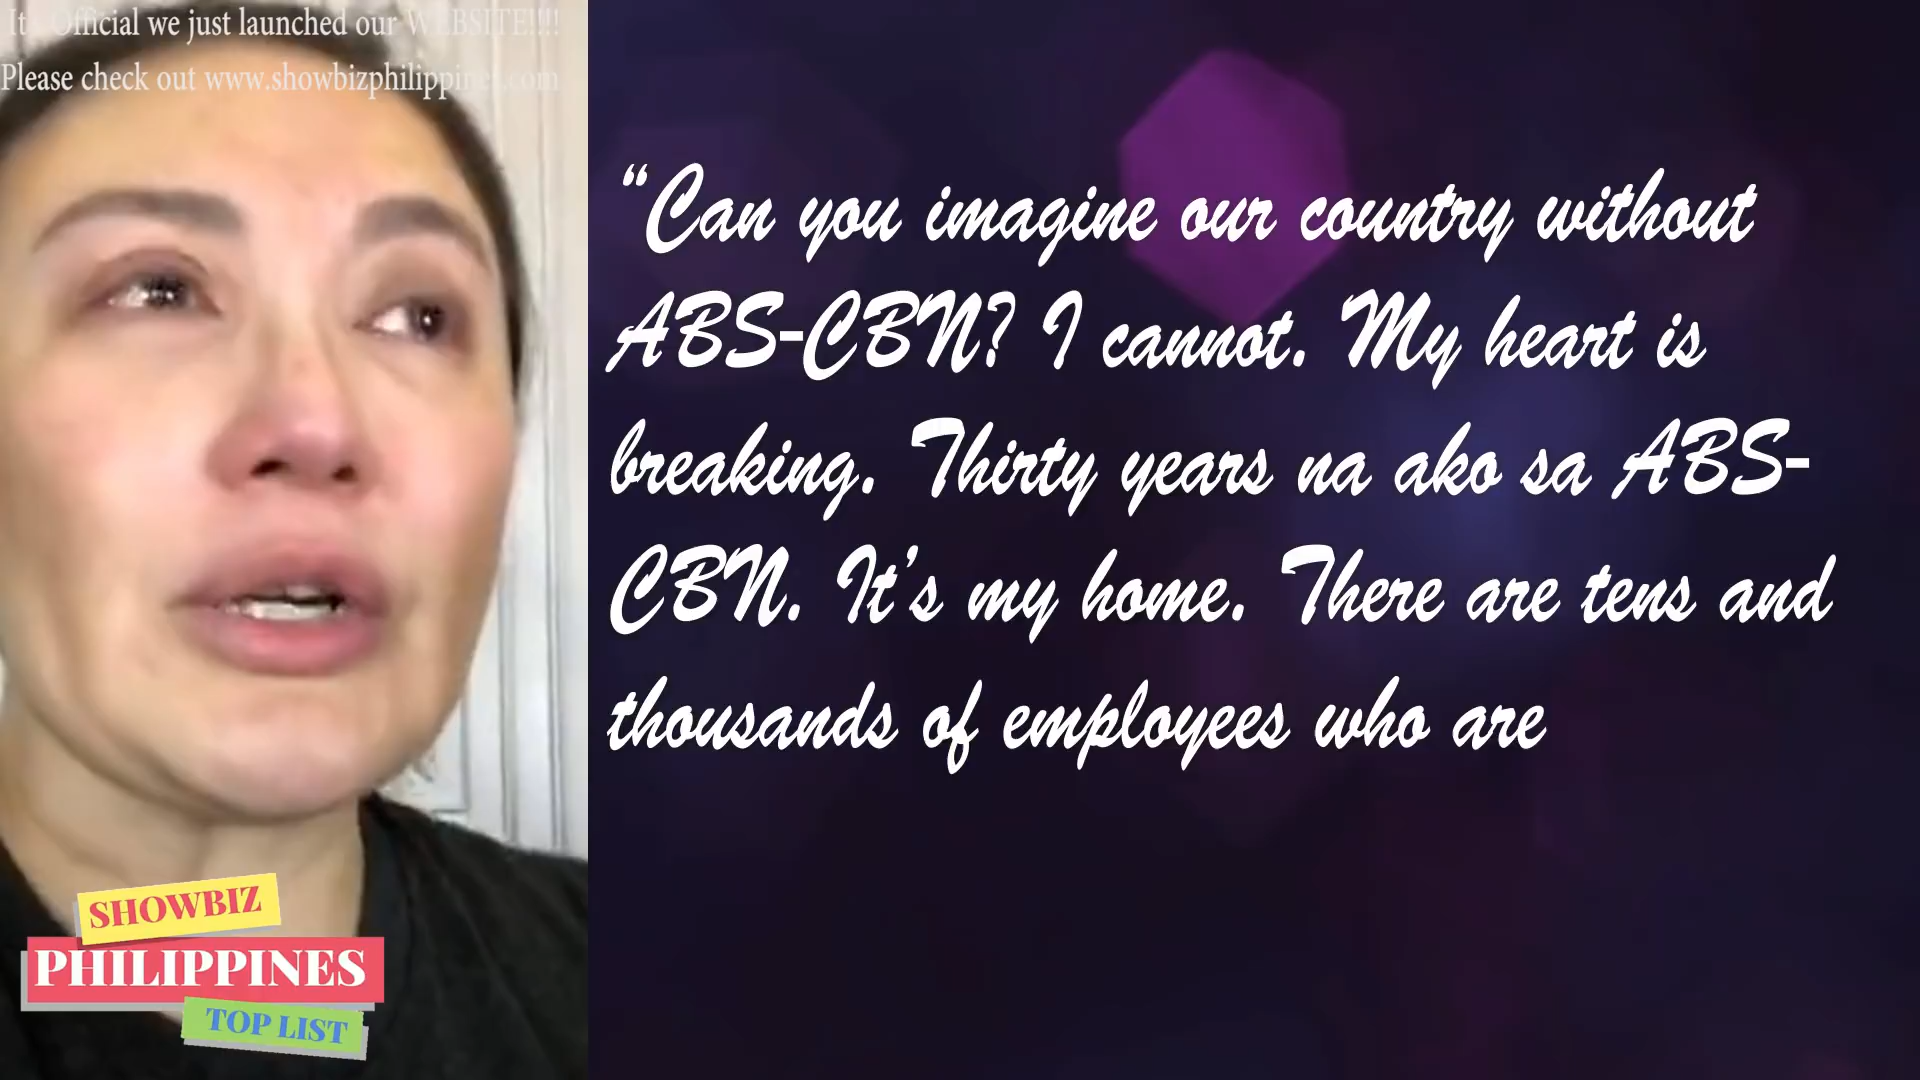 It's Official we just launched our WEBSITE!!!!
Please check out www.showbizphilippines.com
“Can you imagine our country without
ABS-CBN? I cannot. My heart is
breaking. Thirty years na ako sa ABS-
CBN. It’s my home. There are tens and
thousands of employees who are
SHOWBIZ
PHILIPPINES
TOP LIST